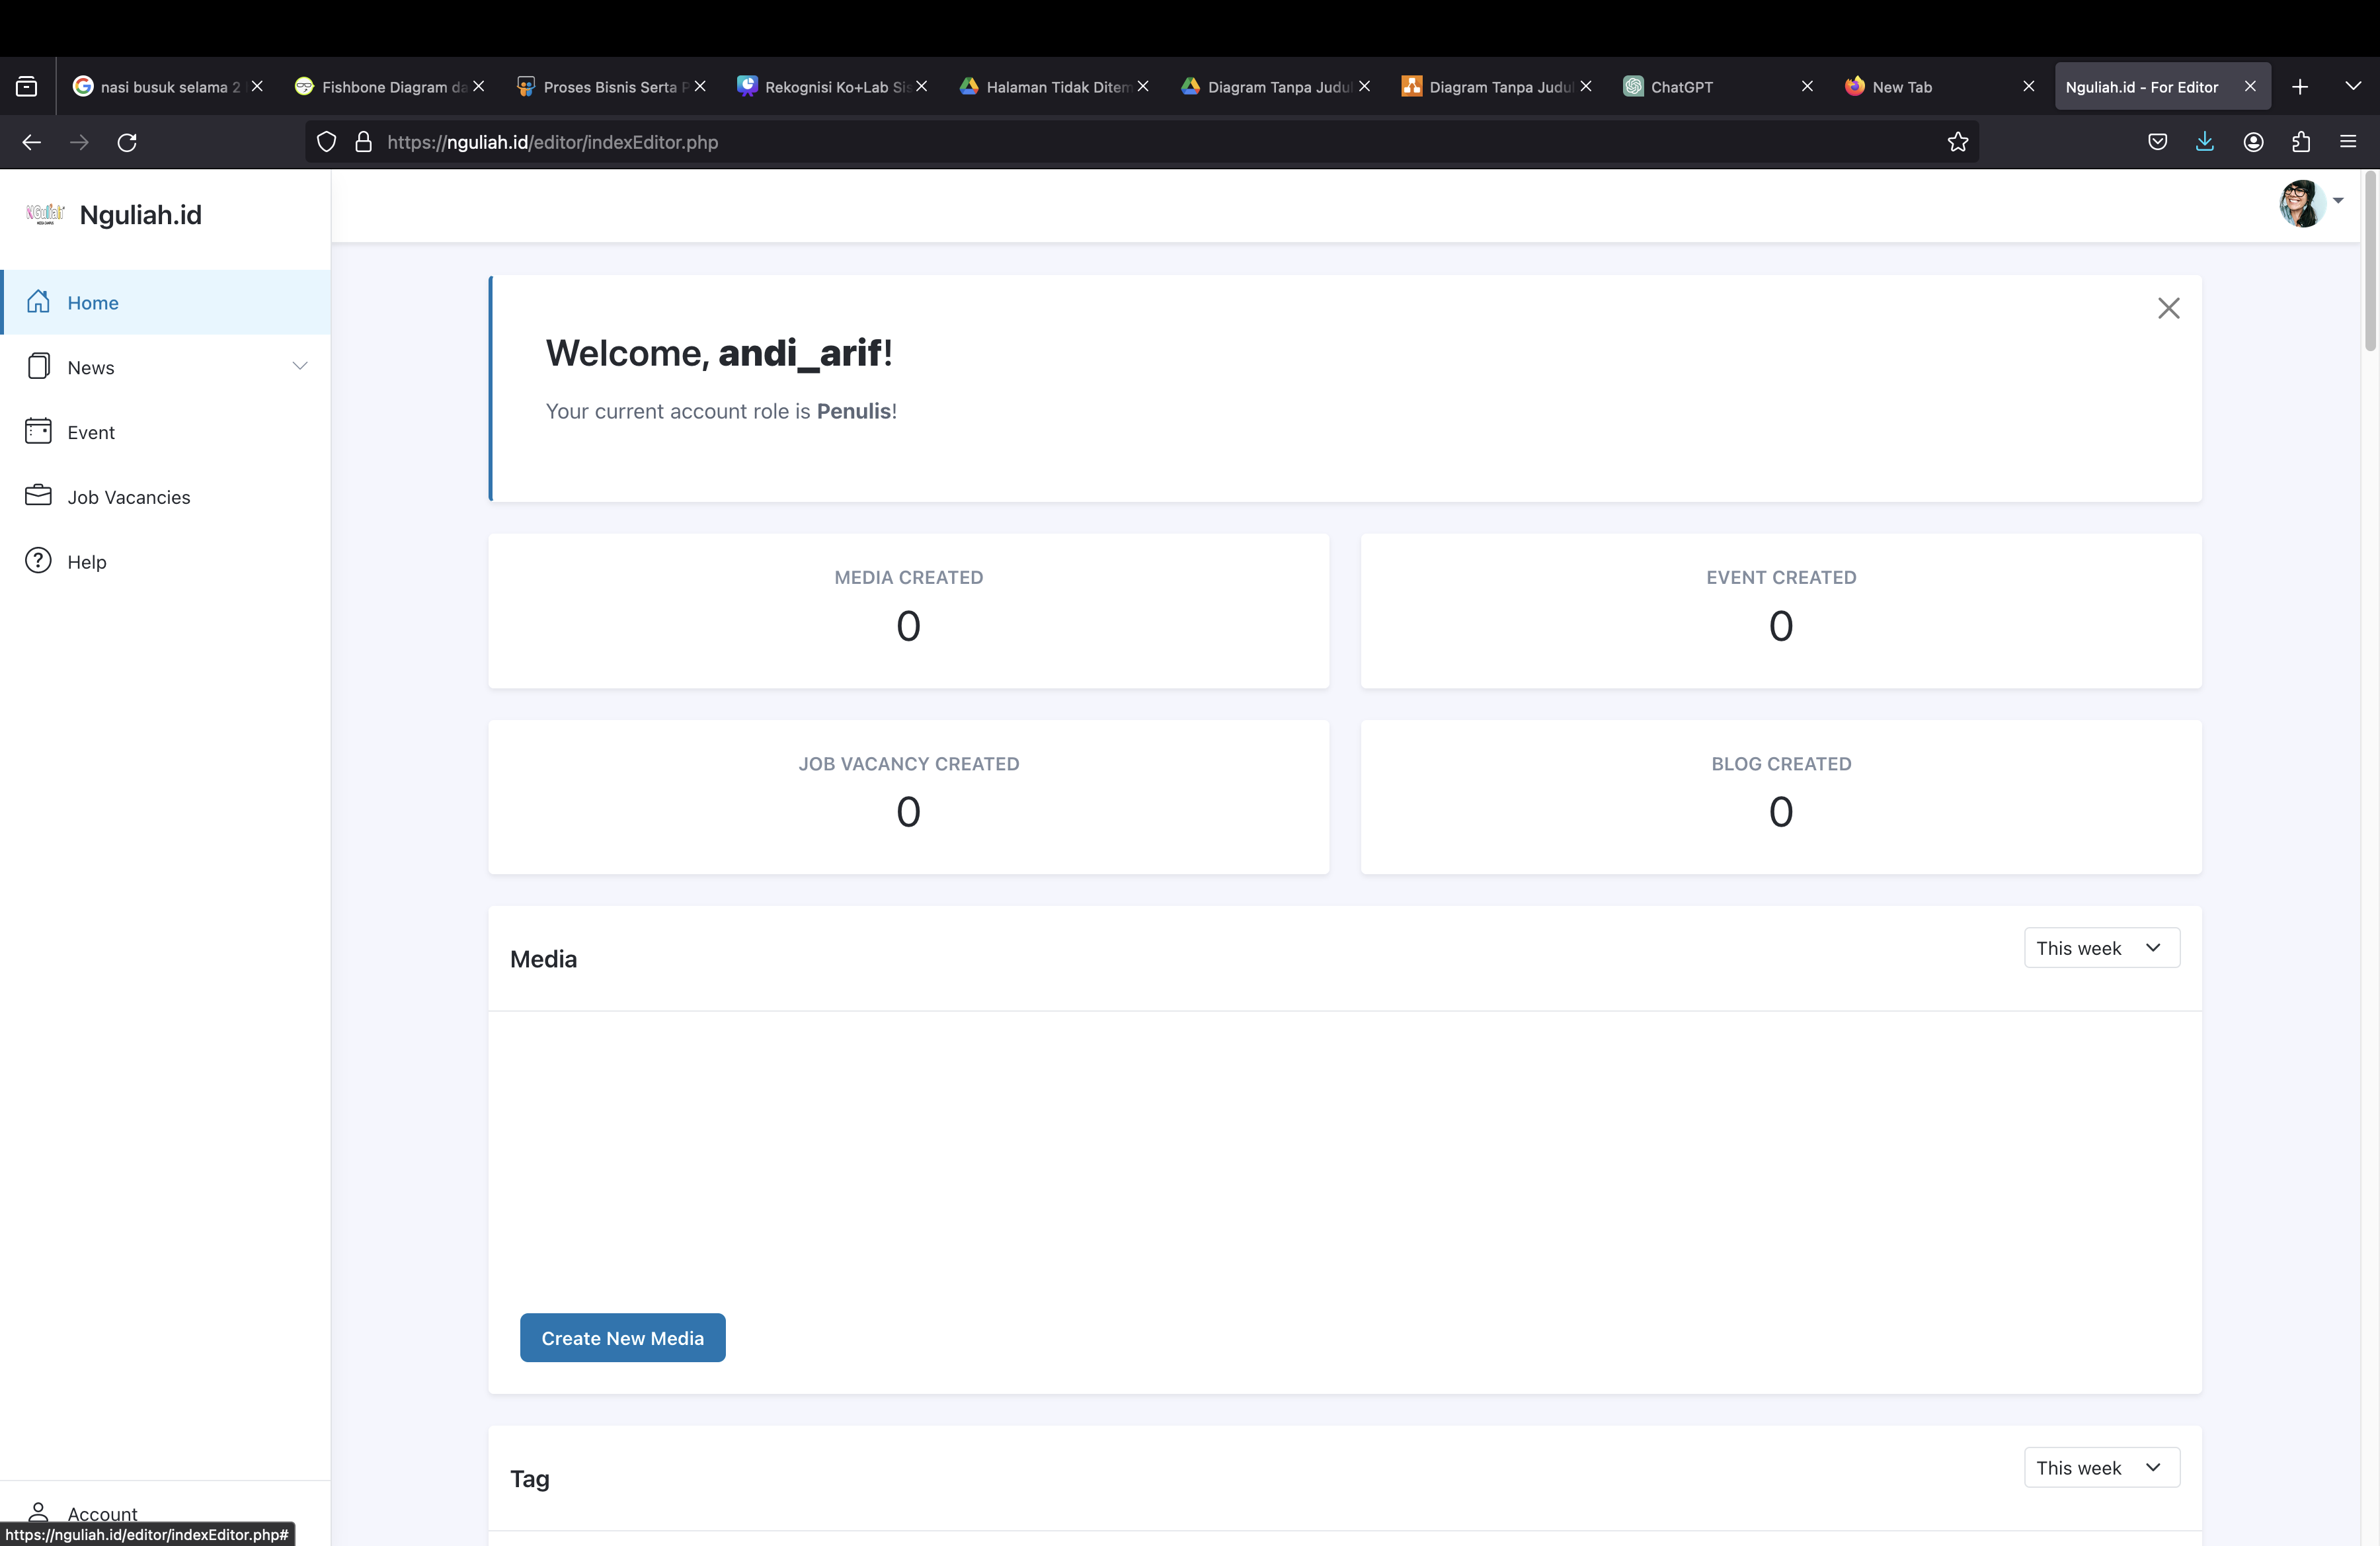 nasi busuk selama 2
Fishbone Diagram da
Proses Bisnis Serta P
Rekognisi Ko+Lab Sis
Halaman Tidak Ditem
Diagram Tanpa Judul
Diagram Tanpa Judul
ChatGPT
New Tab
Nguliah.id - For Editor
https://nguliah.id/editor/indexEditor.php
NGuliah
Nguliah.id
Home
News
Event
Job Vacancies
Help
Welcome, andi_arif!
Your current account role is Penulis!
MEDIA CREATED
0
EVENT CREATED
0
JOB VACANCY CREATED
0
BLOG CREATED
0
Media
This week
Create New Media
Tag
This week
Account
https://nguliah.id/editor/indexEditor.php#